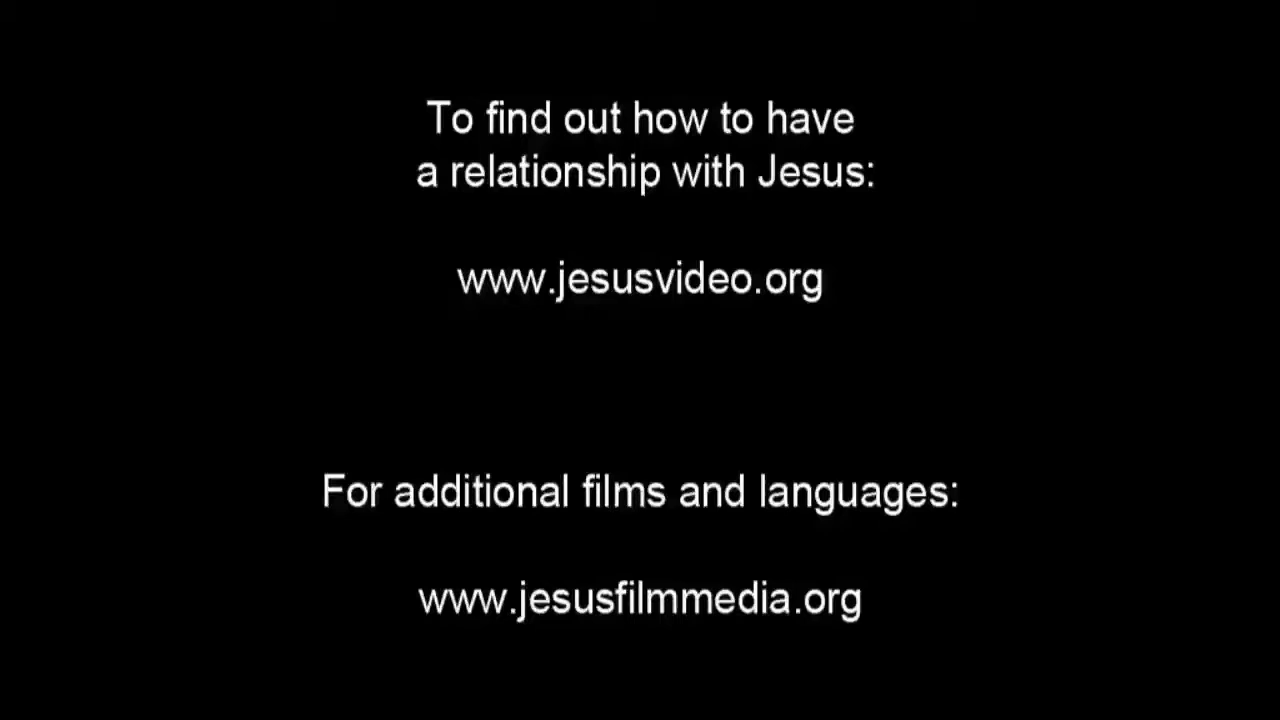 To find out how to have
a relationship with Jesus:
www.jesusvideo.org
For additional films and languages:
www.jesusfilmmedia.org